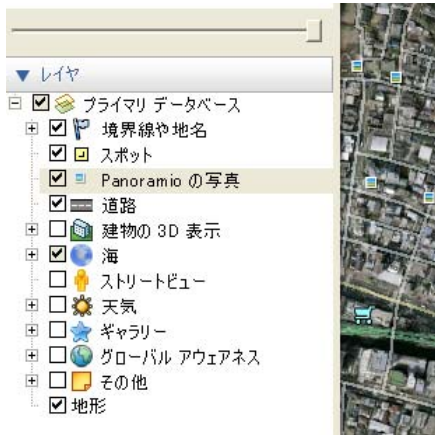 レイヤ
プライマリ データベース
境界線や地名
スポット
Panoramio の写真
道路
建物の 3D 表示
海
ストリートビュー
天気
ギャラリー
グローバル アウェアネス
その他
地形